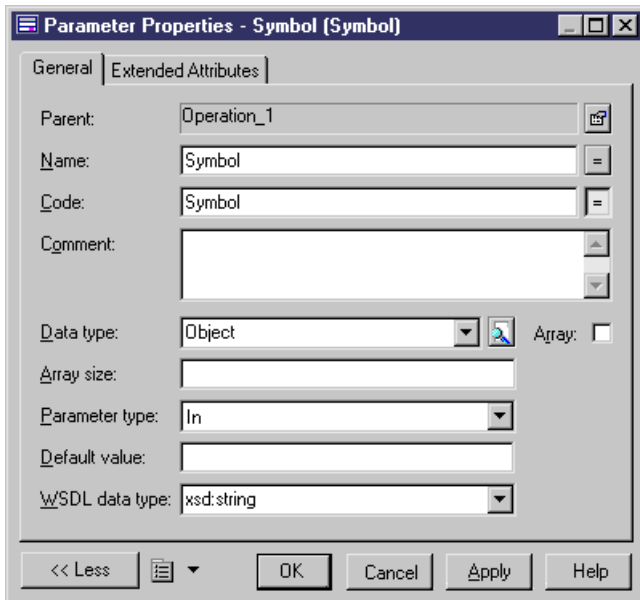 Parameter Properties - Symbol (Symbol)
General Extended Attributes
Parent: Operation_1
Name: Symbol =
Code: Symbol =
Comment:
Data type: Object Array:
Array size:
Parameter type: In
Default value:
WSDL data type: xsd:string
<< Less OK Cancel Apply Help